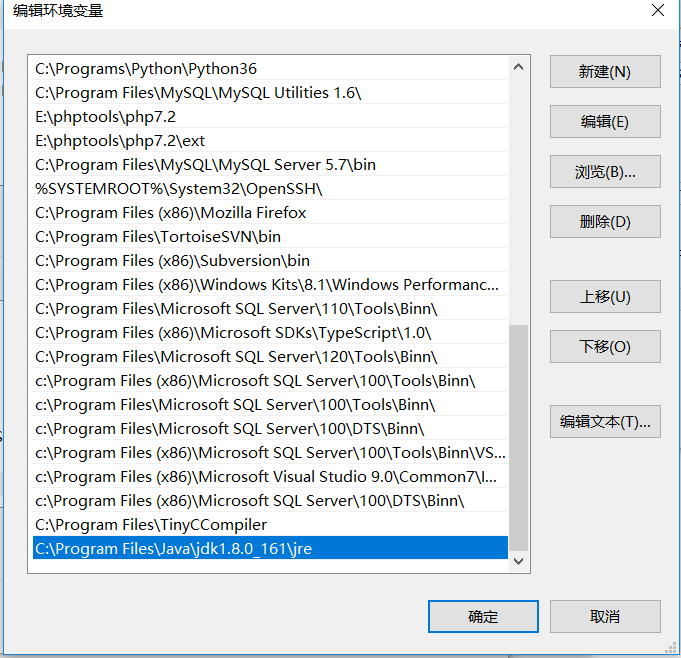 编辑环境变量
C:\Programs\Python\Python36
C:\Program Files\MySQL\MySQL Utilities 1.6\
E:\phptools\php7.2
E:\phptools\php7.2\ext
C:\Program Files\MySQL\MySQL Server 5.7\bin
%SYSTEMROOT%\System32\OpenSSH\
C:\Program Files (x86)\Mozilla Firefox
C:\Program Files\TortoiseSVN\bin
C:\Program Files (x86)\Subversion\bin
C:\Program Files (x86)\Windows Kits\8.1\Windows Performanc...
C:\Program Files\Microsoft SQL Server\110\Tools\Binn\
C:\Program Files (x86)\Microsoft SDKs\TypeScript\1.0\
C:\Program Files\Microsoft SQL Server\120\Tools\Binn\
c:\Program Files (x86)\Microsoft SQL Server\100\Tools\Binn\
c:\Program Files\Microsoft SQL Server\100\Tools\Binn\
c:\Program Files\Microsoft SQL Server\100\DTS\Binn\
c:\Program Files (x86)\Microsoft SQL Server\100\Tools\Binn\VS...
c:\Program Files (x86)\Microsoft Visual Studio 9.0\Common7\I...
c:\Program Files (x86)\Microsoft SQL Server\100\DTS\Binn\
C:\Program Files\TinyCCompiler
C:\Program Files\Java\jdk1.8.0_161\jre
新建(N)
编辑(E)
浏览(B)...
删除(D)
上移(U)
下移(O)
编辑文本(T)...
确定
取消